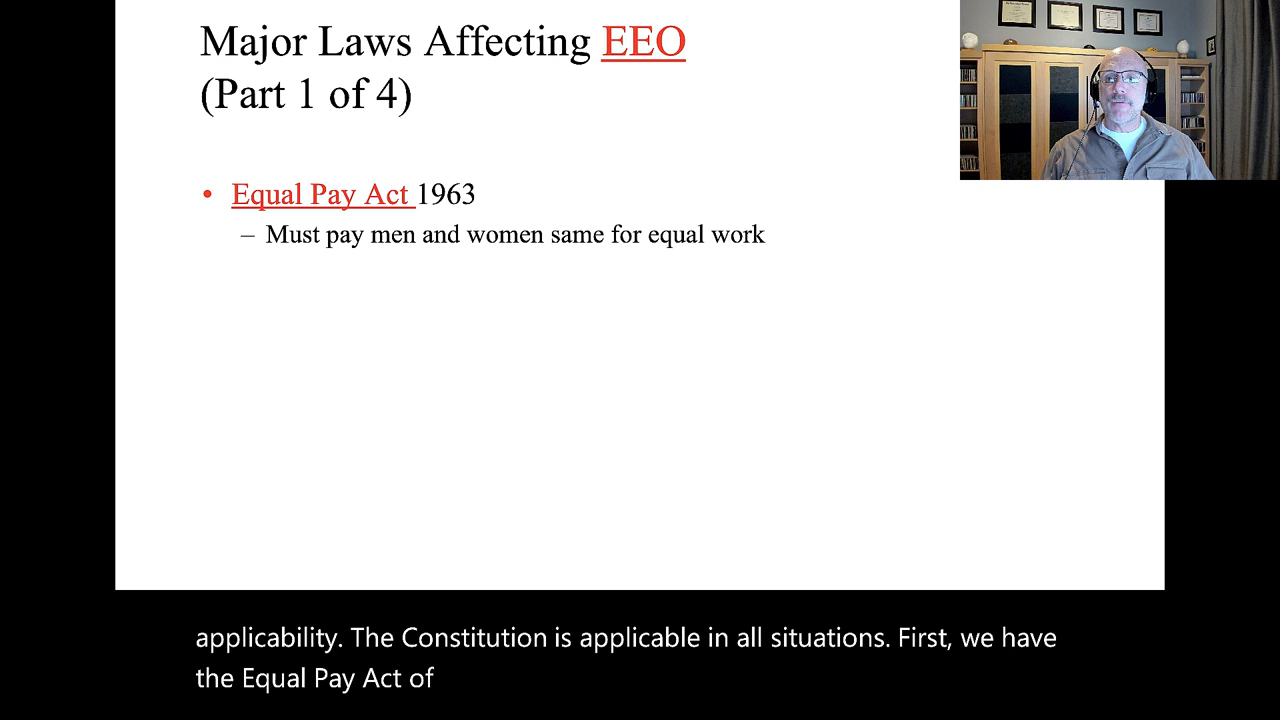 Major Laws Affecting EEO
(Part 1 of 4)
• Equal Pay Act 1963
– Must pay men and women same for equal work
applicability. The Constitution is applicable in all situations. First, we have
the Equal Pay Act of